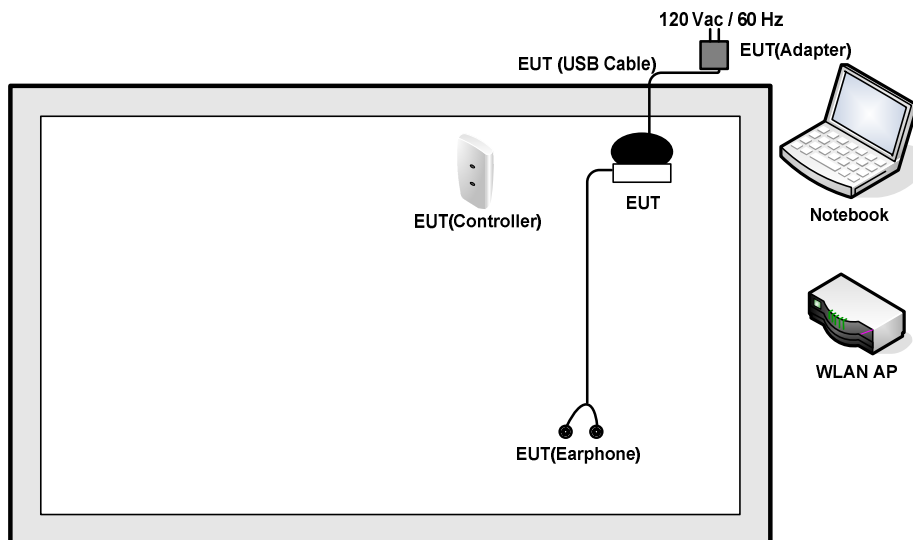 120 Vac / 60 Hz
EUT(Adapter)
EUT (USB Cable)
EUT(Controller)
EUT
Notebook
WLAN AP
EUT(Earphone)